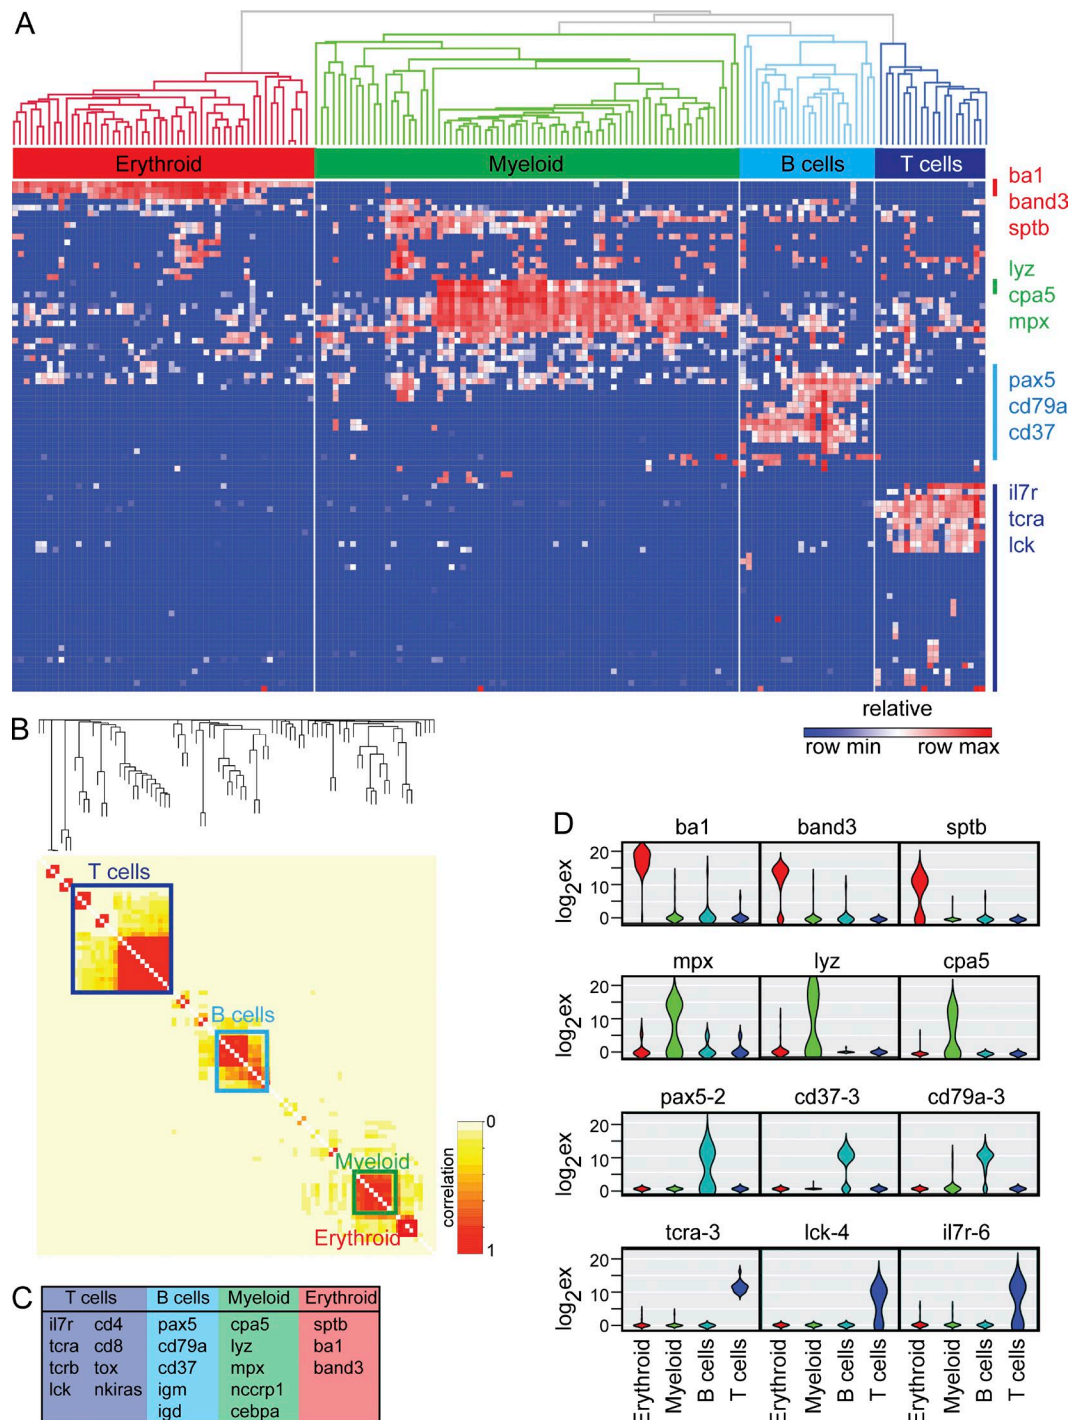 A
Erythroid Myeloid B cells T cells
ba1
band3
sptb
lyz
cpa5
mpx
pax5
cd79a
cd37
il7r
tcra
lck
relative
row min row max
B
T cells
B cells
Myeloid
Erythroid
0
correlation
1
C
T cells B cells Myeloid Erythroid
il7r cd4 pax5 cpa5 sptb
tcra cd8 cd79a lyz ba1
tcrb tox cd37 mpx band3
lck nkiras igm nccrp1
igd cebpa
D
ba1 band3 sptb
20
10
0
log2ex
mpx lyz cpa5
20
10
0
log2ex
pax5-2 cd37-3 cd79a-3
20
10
0
log2ex
tcra-3 lck-4 il7r-6
20
10
0
log2ex
Erythroid Myeloid B cells T cells Erythroid Myeloid B cells T cells Erythroid Myeloid B cells T cells